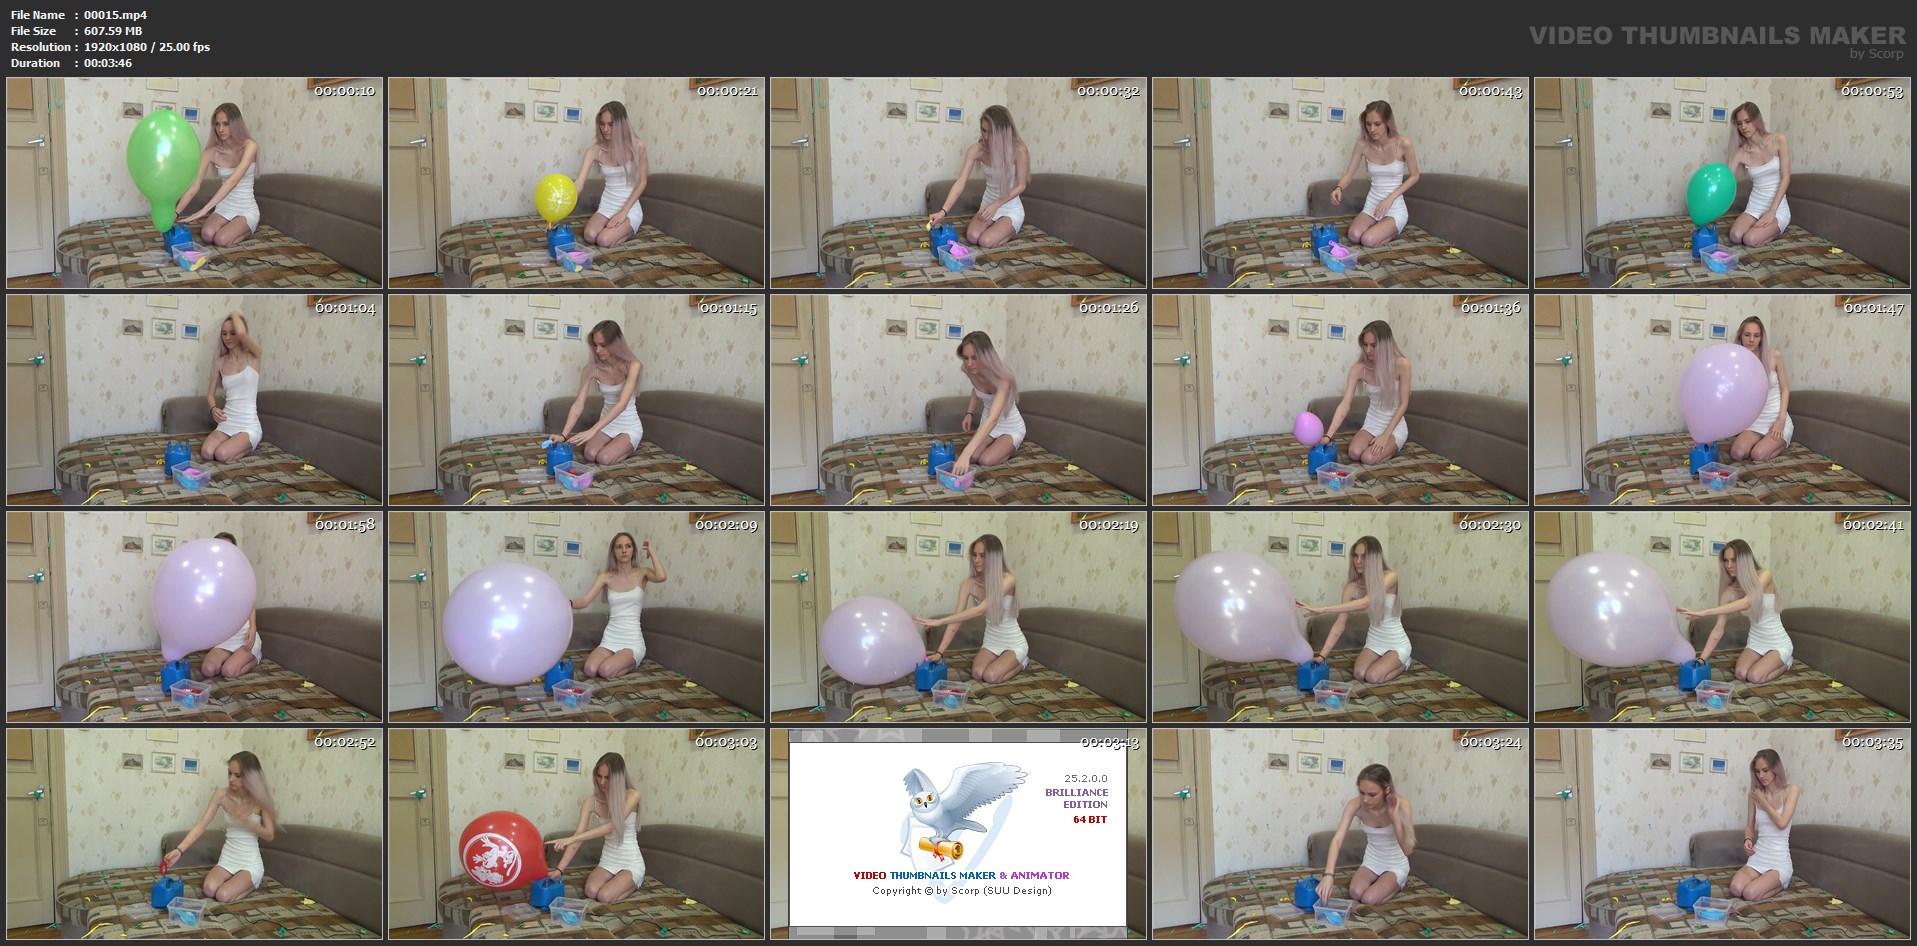 File Name : 00015.mp4
VIDEO THUMBNAILS MAKER
File Size : 607.59 MB
by Scorp
Resolution : 1920x1080 / 25.00 fps
Duration : 00:03:46
00:00:10
00:00:21
00:00:32
00:00:43
00:00:53
00:01:04
00:01:15
00:01:26
00:01:36
00:01:47
00:01:58
00:02:09
00:02:19
00:02:30
00:02:41
00:02:52
00:03:03
00:03:13
25.2.0.0
BRILLIANCE
EDITION
64 BIT
VIDEO THUMBNAILS MAKER & ANIMATOR
Copyright © by Scorp (SUU Design)
00:03:24
00:03:35